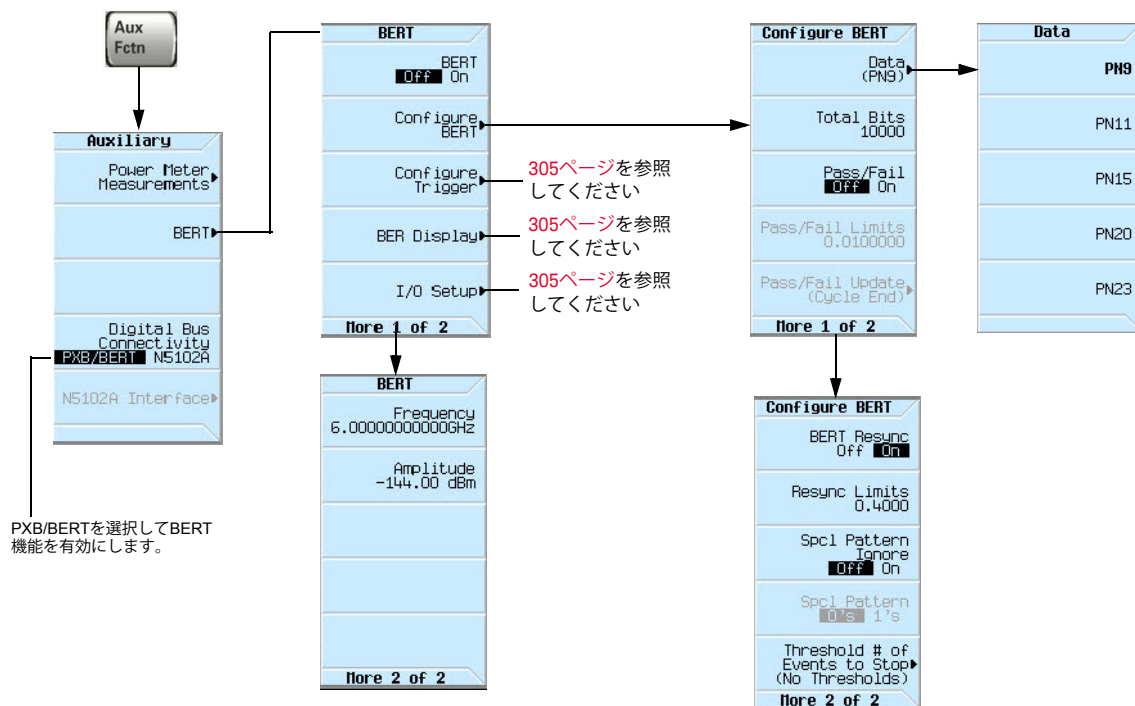 Aux
Fctn
Auxiliary
Power Meter
Measurements
BERT
Digital Bus
Connectivity
PXB/BERT N5102A
N5102A Interface
PXB/BERTを選択してBERT
機能を有効にします。
BERT
BERT
Off On
Configure
BERT
Configure
Trigger
BER Display
I/O Setup
More 1 of 2
305ページを参照
してください
305ページを参照
してください
305ページを参照
してください
BERT
Frequency
6.00000000000GHz
Amplitude
-144.00 dBm
More 2 of 2
Configure BERT
Data
(PN9)
Total Bits
10000
Pass/Fail
Off On
Pass/Fail Limits
0.0100000
Pass/Fail Update
(Cycle End)
More 1 of 2
Configure BERT
BERT Resync
Off On
Resync Limits
0.4000
Spcl Pattern
Ignore
Off On
Spcl Pattern
0's 1's
Threshold # of
Events to Stop
(No Thresholds)
More 2 of 2
Data
PN9
PN11
PN15
PN20
PN23